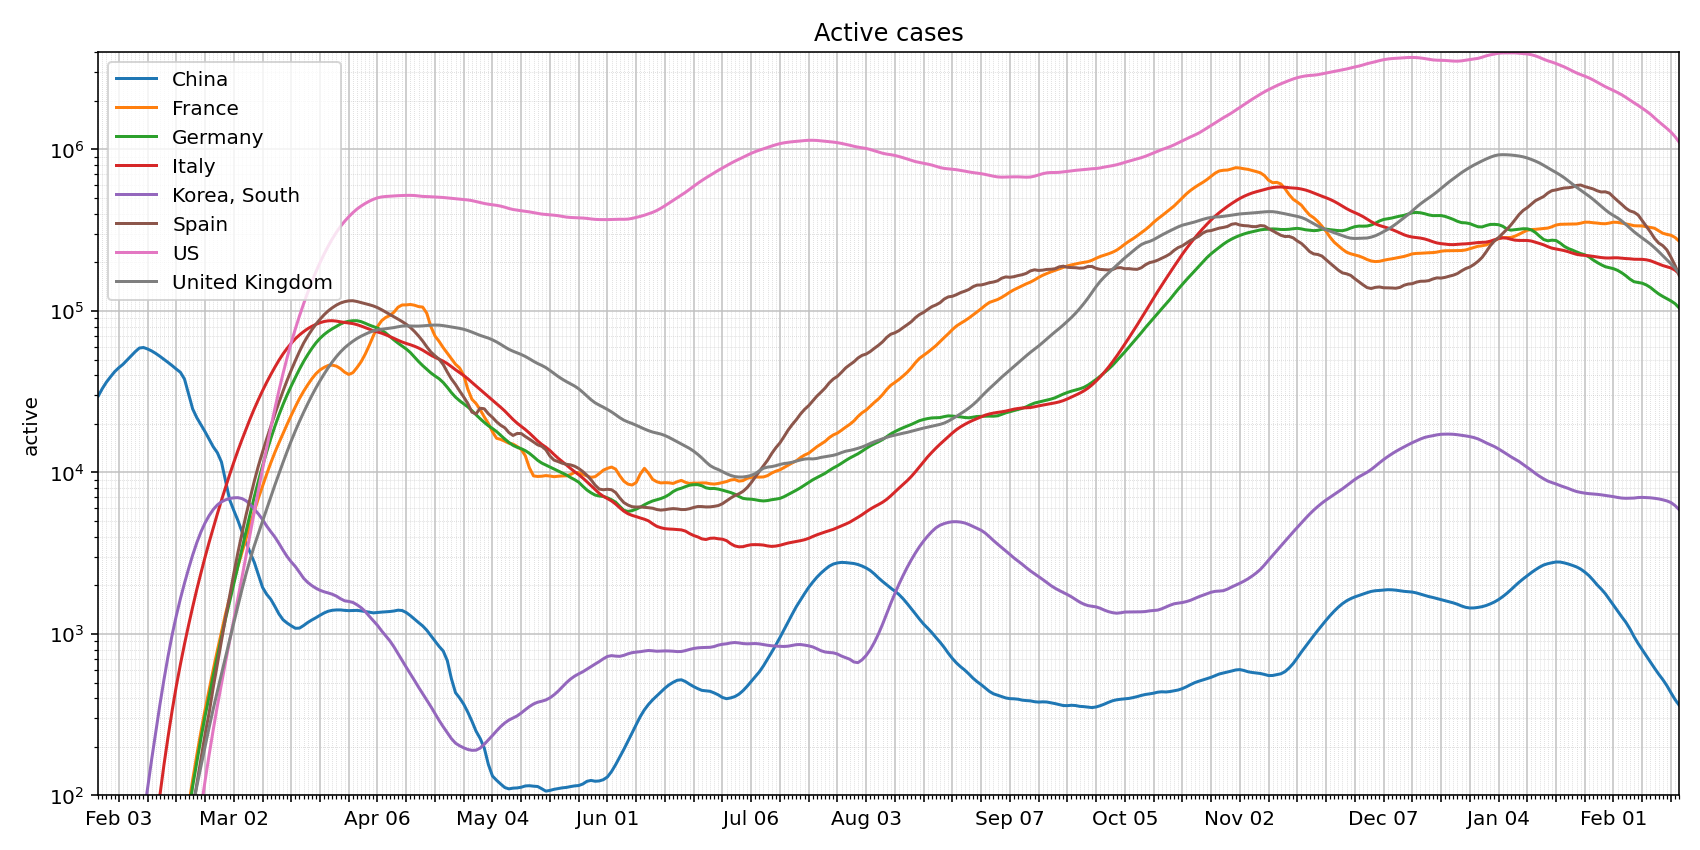 Active cases
China
France
Germany
Italy
Korea, South
Spain
US
United Kingdom
active
10^6
10^5
10^4
10^3
10^2
Feb 03 Mar 02 Apr 06 May 04 Jun 01 Jul 06 Aug 03 Sep 07 Oct 05 Nov 02 Dec 07 Jan 04 Feb 01